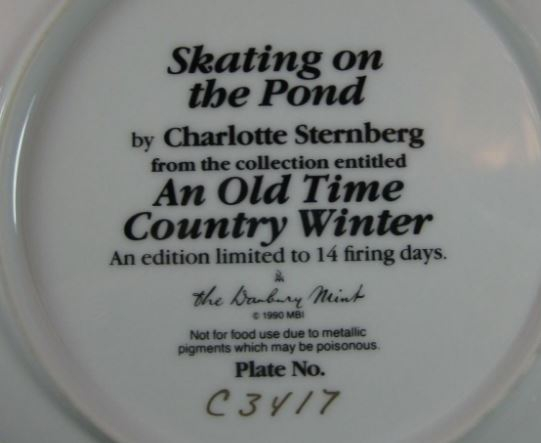 Skating on
the Pond
by Charlotte Sternberg
from the collection entitled
An Old Time
Country Winter
An edition limited to 14 firing days.
the Danbury Mint
© 1990 MBI
Not for food use due to metallic
pigments which may be poisonous.
Plate No.
C3417